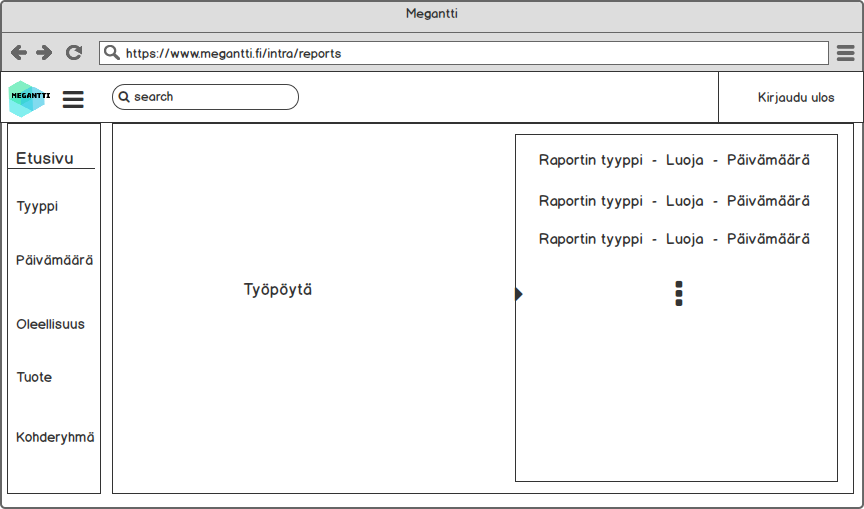 Megantti
https://www.megantti.fi/intra/reports
MEGANTTI
search
Kirjaudu ulos
Etusivu
Tyyppi
Päivämäärä
Oleellisuus
Tuote
Kohderyhmä
Työpöytä
Raportin tyyppi - Luoja - Päivämäärä
Raportin tyyppi - Luoja - Päivämäärä
Raportin tyyppi - Luoja - Päivämäärä